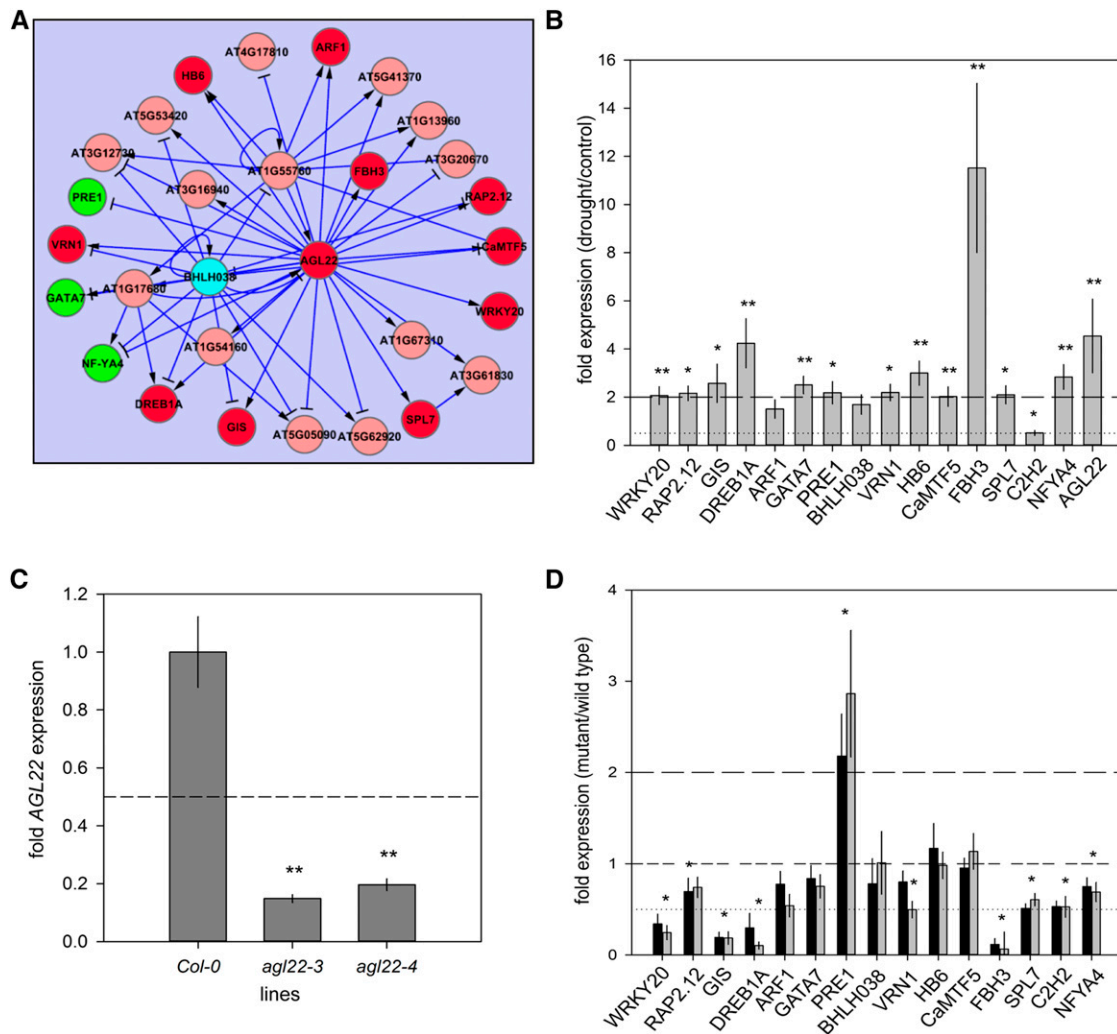 A
AT4G17810
ARF1
HB6
AT5G41370
AT5G53420
AT1G13960
AT3G12730
AT1G55760
AT3G20670
FBH3
PRE1
AT3G16940
RAP2.12
VRN1
CaMTF5
AGL22
BHLH038
GATA7
AT1G17680
WRKY20
NF-YA4
AT1G54160
AT1G67310
AT3G61830
DREB1A
GIS
AT5G05090
AT5G62920
SPL7
B
fold expression (drought/control)
16
14
12
10
8
6
4
2
0
** * * ** ** * * ** ** ** * * ** **
WRKY20
RAP2.12
GIS
DREB1A
ARF1
GATA7
PRE1
BHLH038
VRN1
HB6
CaMTF5
FBH3
SPL7
C2H2
NFYA4
AGL22
C
fold AGL22 expression
1.2
1.0
0.8
0.6
0.4
0.2
0.0
** **
Col-0 agl22-3 agl22-4
lines
D
fold expression (mutant/wild type)
4
3
2
1
0
* * * * * * * * * *
WRKY20
RAP2.12
GIS
DREB1A
ARF1
GATA7
PRE1
BHLH038
VRN1
HB6
CaMTF5
FBH3
SPL7
C2H2
NFYA4